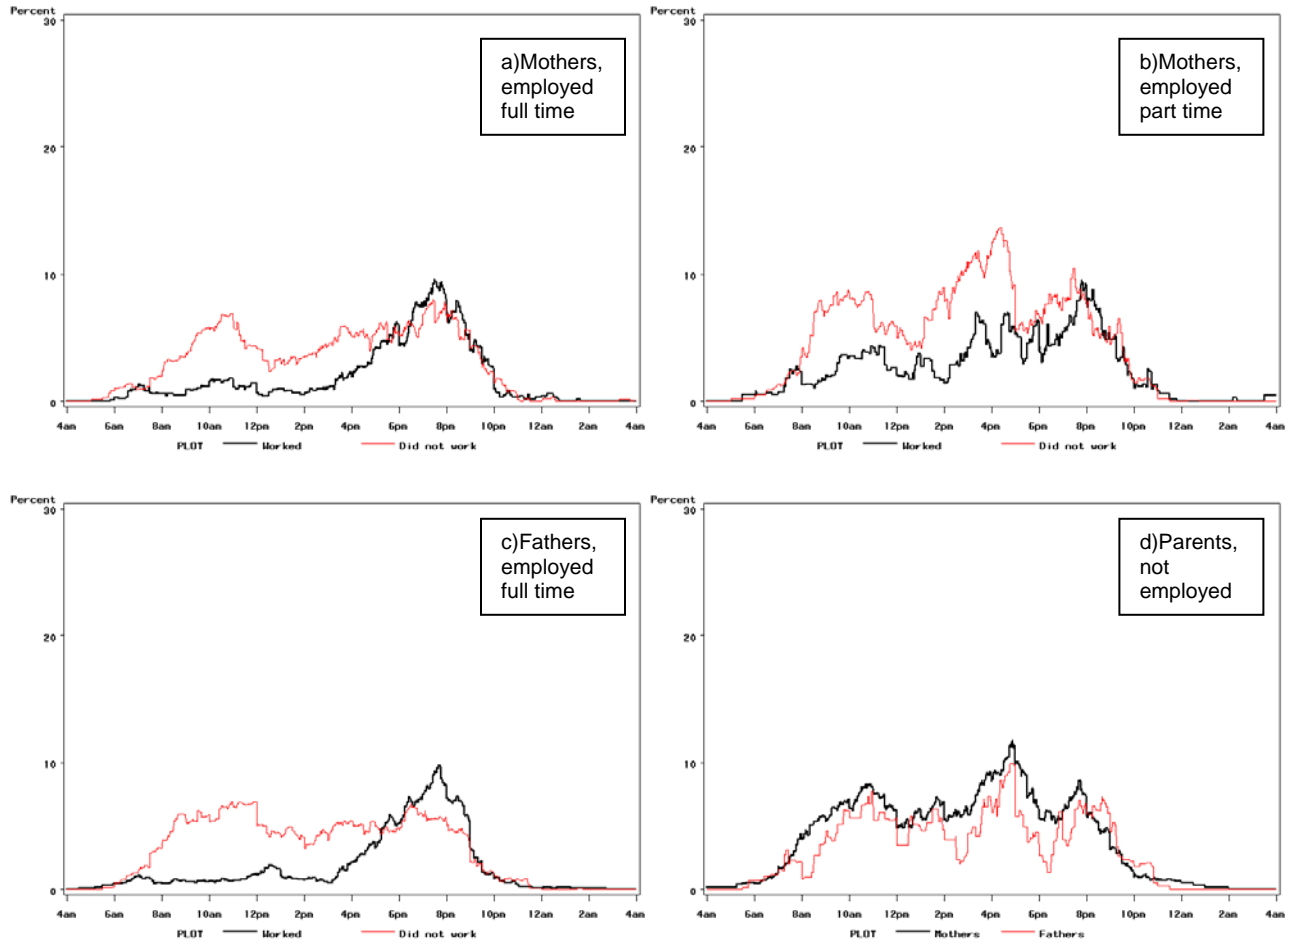 Percent
30
a)Mothers,
employed
full time
20
10
0
4am 6am 8am 10am 12pm 2pm 4pm 6pm 8pm 10pm 12am 2am 4am
PLOT Worked Did not work
Percent
30
b)Mothers,
employed
part time
20
10
0
4am 6am 8am 10am 12pm 2pm 4pm 6pm 8pm 10pm 12am 2am 4am
PLOT Worked Did not work
Percent
30
c)Fathers,
employed
full time
20
10
0
4am 6am 8am 10am 12pm 2pm 4pm 6pm 8pm 10pm 12am 2am 4am
PLOT Worked Did not work
Percent
30
d)Parents,
not
employed
20
10
0
4am 6am 8am 10am 12pm 2pm 4pm 6pm 8pm 10pm 12am 2am 4am
PLOT Mothers Fathers